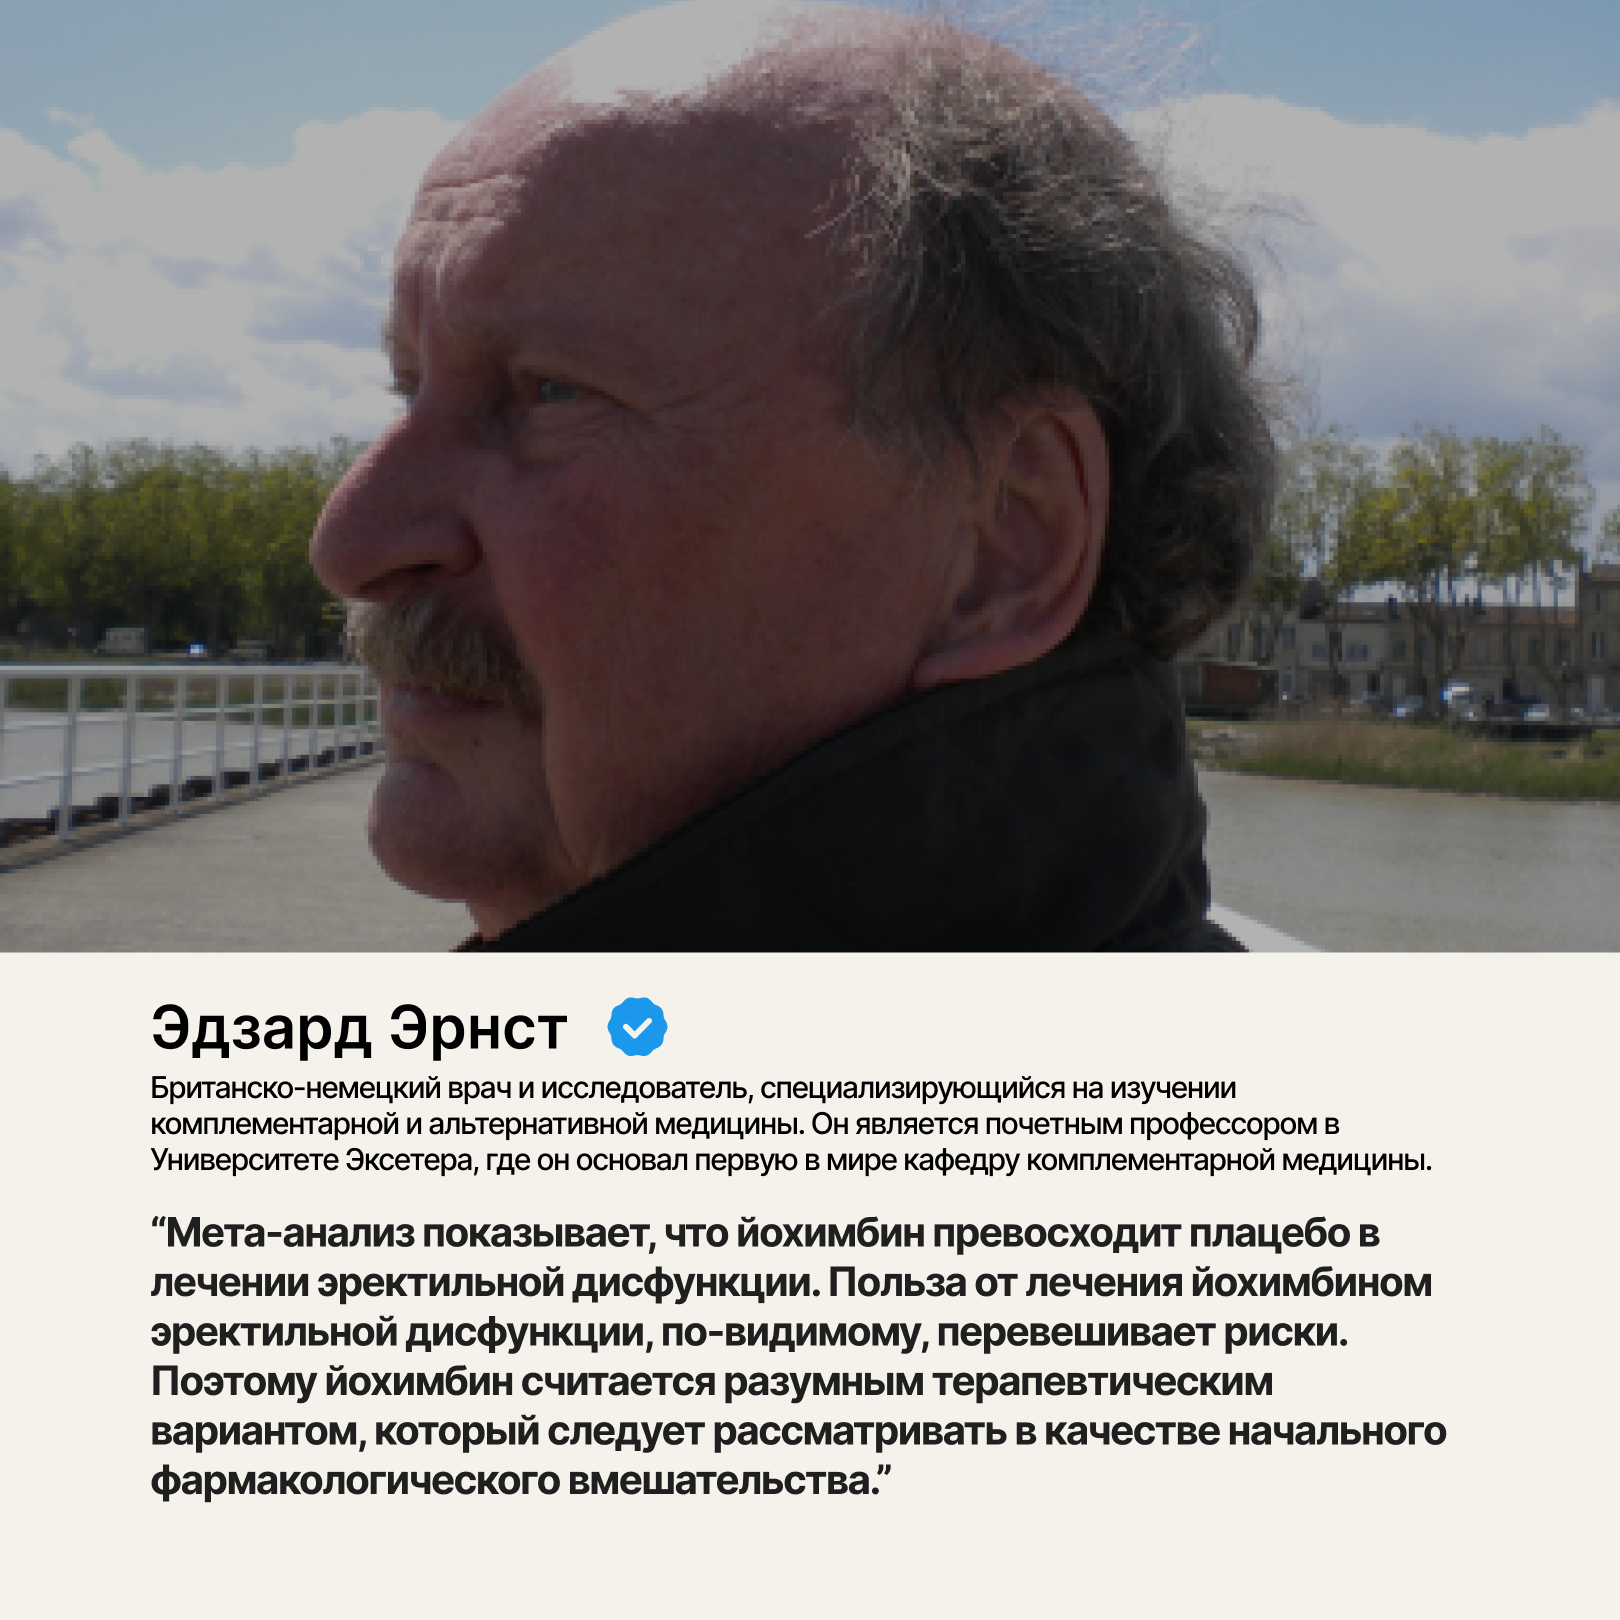 Эдзард Эрнст
Британско-немецкий врач и исследователь, специализирующийся на изучении
комплементарной и альтернативной медицины. Он является почетным профессором в
Университете Эксетера, где он основал первую в мире кафедру комплементарной медицины.
“Мета-анализ показывает, что йохимбин превосходит плацебо в
лечении эректильной дисфункции. Польза от лечения йохимбином
эректильной дисфункции, по-видимому, перевешивает риски.
Поэтому йохимбин считается разумным терапевтическим
вариантом, который следует рассматривать в качестве начального
фармакологического вмешательства.”